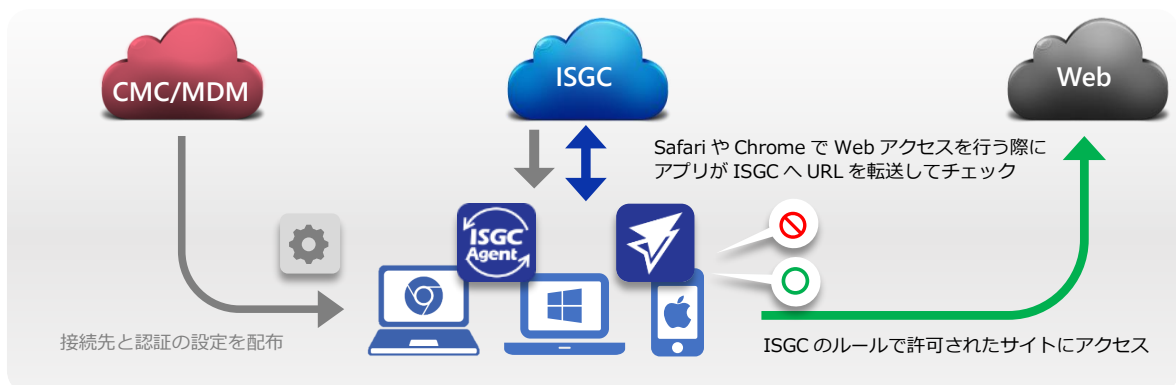 CMC/MDM
ISGC
Web
Safari や Chrome で Web アクセスを行う際に
アプリが ISGC へ URL を転送してチェック
ISGC
Agent
接続先と認証の設定を配布
ISGC のルールで許可されたサイトにアクセス